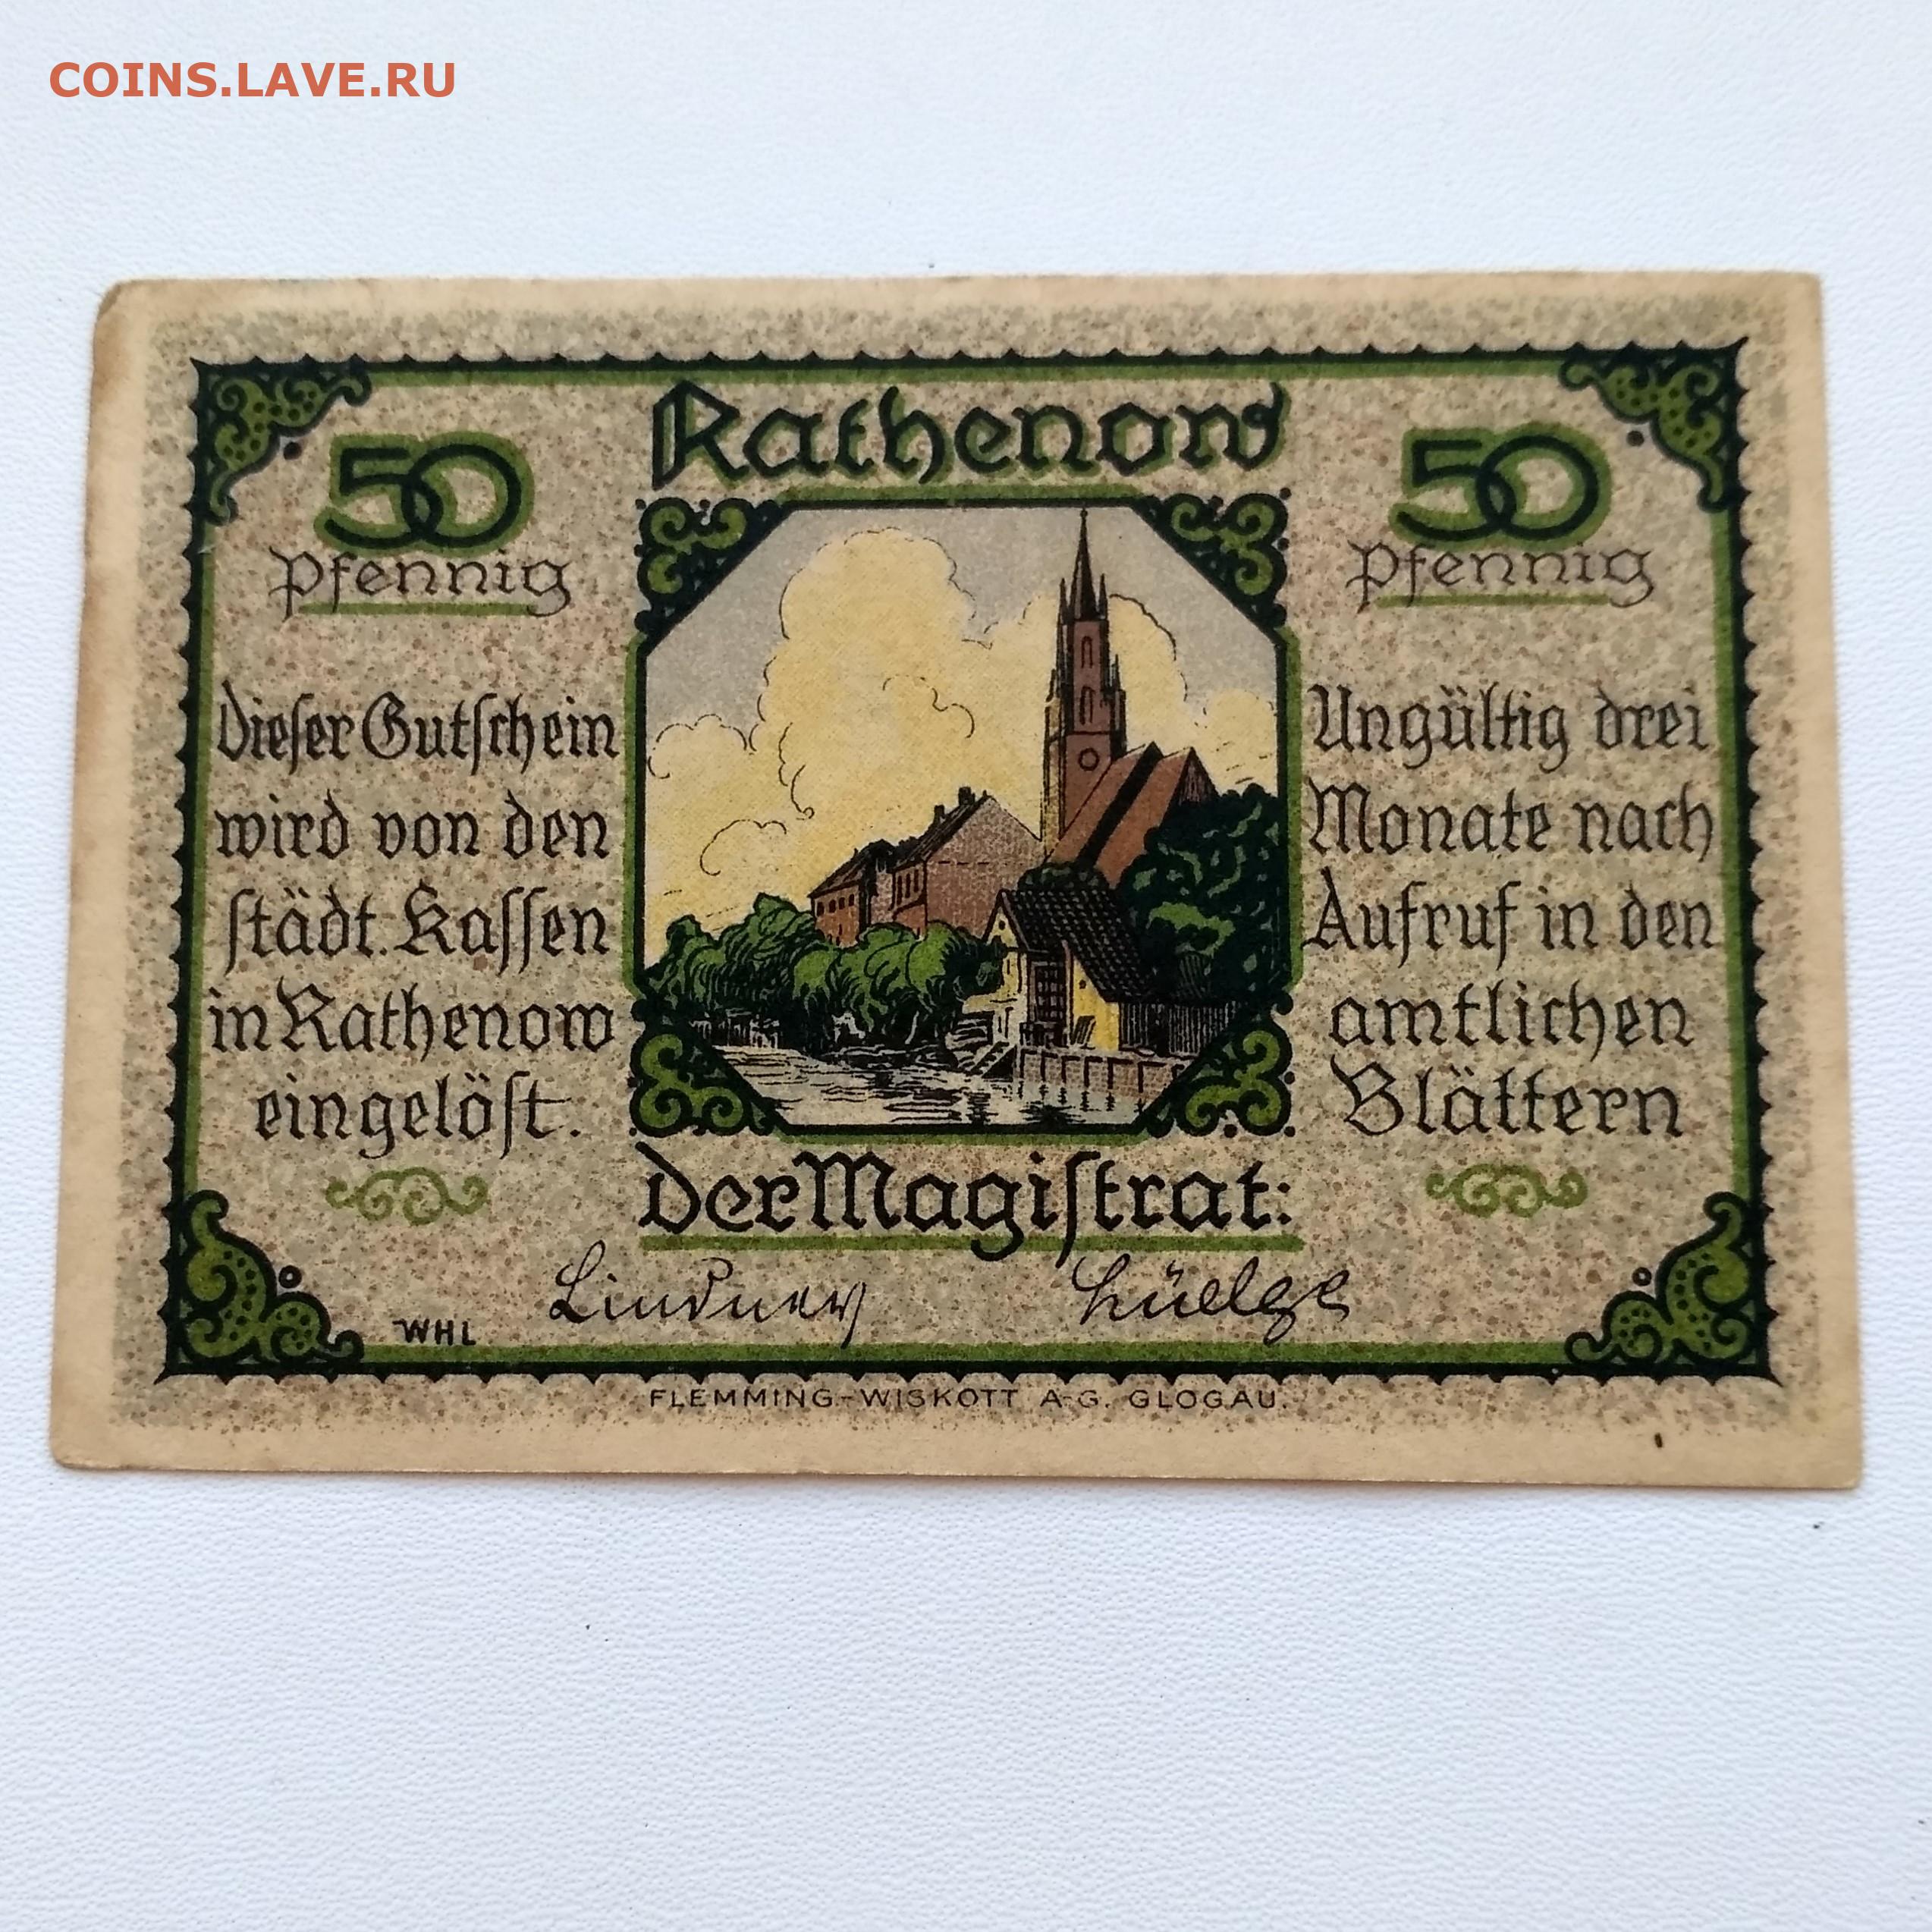 COINS.LAVE.RU
Rathenow
50
Pfennig
50
Pfennig
Dieſer Gutſchein
wird von den
ſtädt. Kaſſen
in Rathenow
eingelöſt.
Ungültig drei
Monate nach
Aufruf in den
amtlichen
Blättern
Der Magiſtrat:
Lindner
WHL
FLEMMING-WISKOTT A-G. GLOGAU.